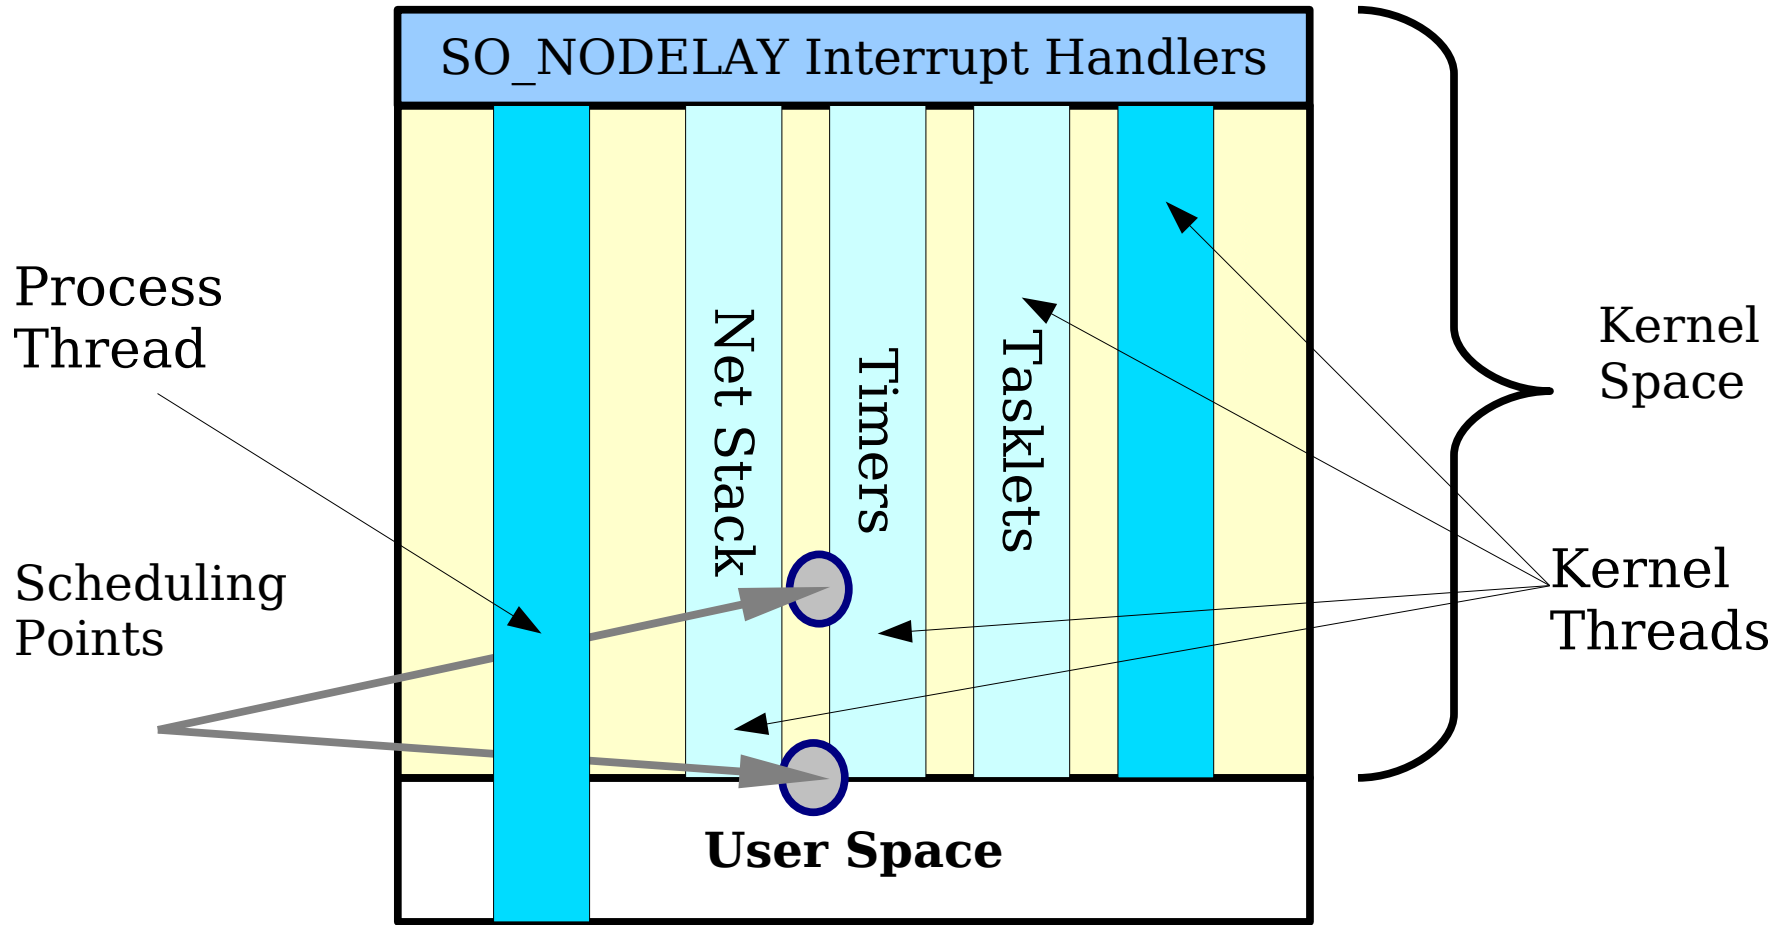 SO_NODELAY Interrupt Handlers
Process
Thread
Scheduling
Points
Net Stack
Timers
Tasklets
Kernel
Space
Kernel
Threads
User Space